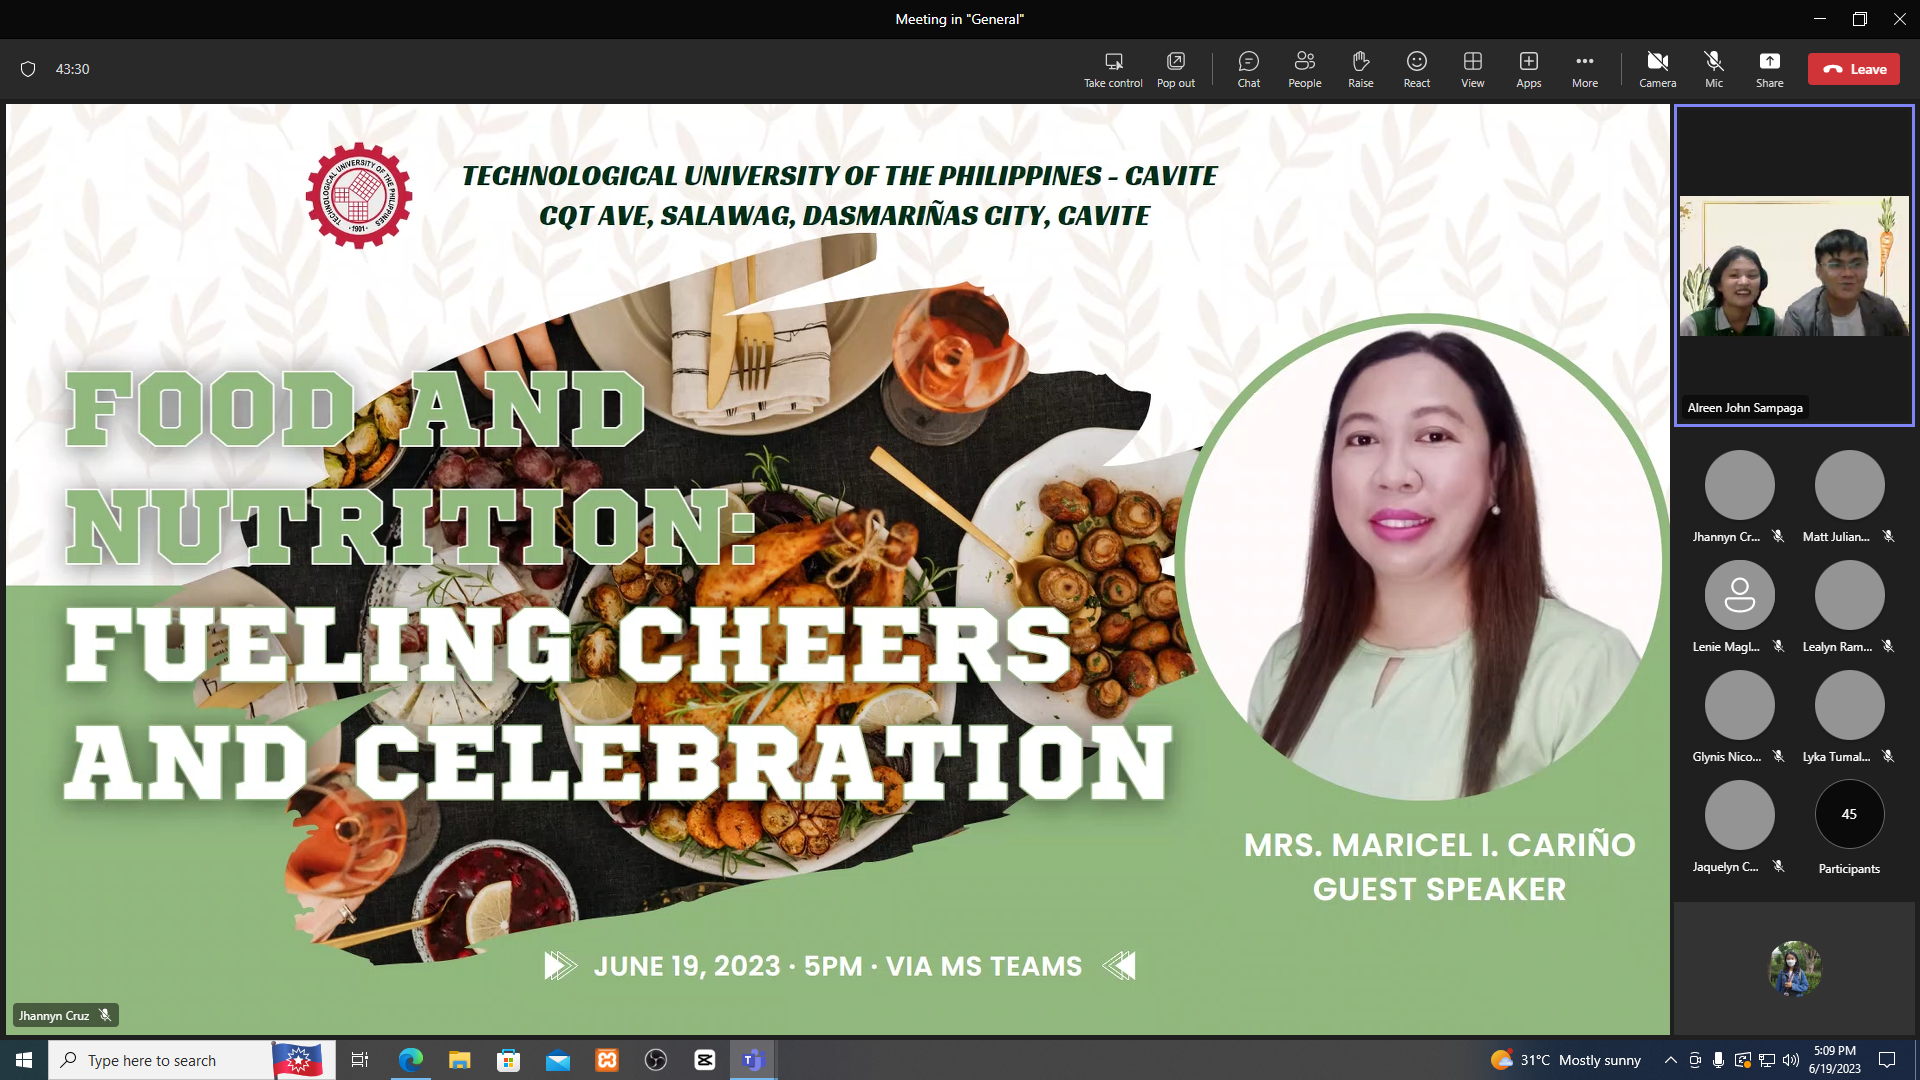 Meeting in "General"
43:30
Take control
Pop out
Chat
People
Raise
React
View
Apps
More
Camera
Mic
Share
Leave
TECHNOLOGICAL UNIVERSITY OF THE PHILIPPINES
1901
TECHNOLOGICAL UNIVERSITY OF THE PHILIPPINES - CAVITE
CQT AVE, SALAWAG, DASMARIÑAS CITY, CAVITE
FOOD AND
NUTRITION:
FUELING CHEERS
AND CELEBRATION
MRS. MARICEL I. CARIÑO
GUEST SPEAKER
JUNE 19, 2023 · 5PM · VIA MS TEAMS
Jhannyn Cruz
Alreen John Sampaga
Jhannyn Cr...
Matt Julian...
Lenie Magl...
Lealyn Ram...
Glynis Nico...
Lyka Tumal...
Jaquelyn C...
45
Participants
Type here to search
31°C Mostly sunny
5:09 PM
6/19/2023